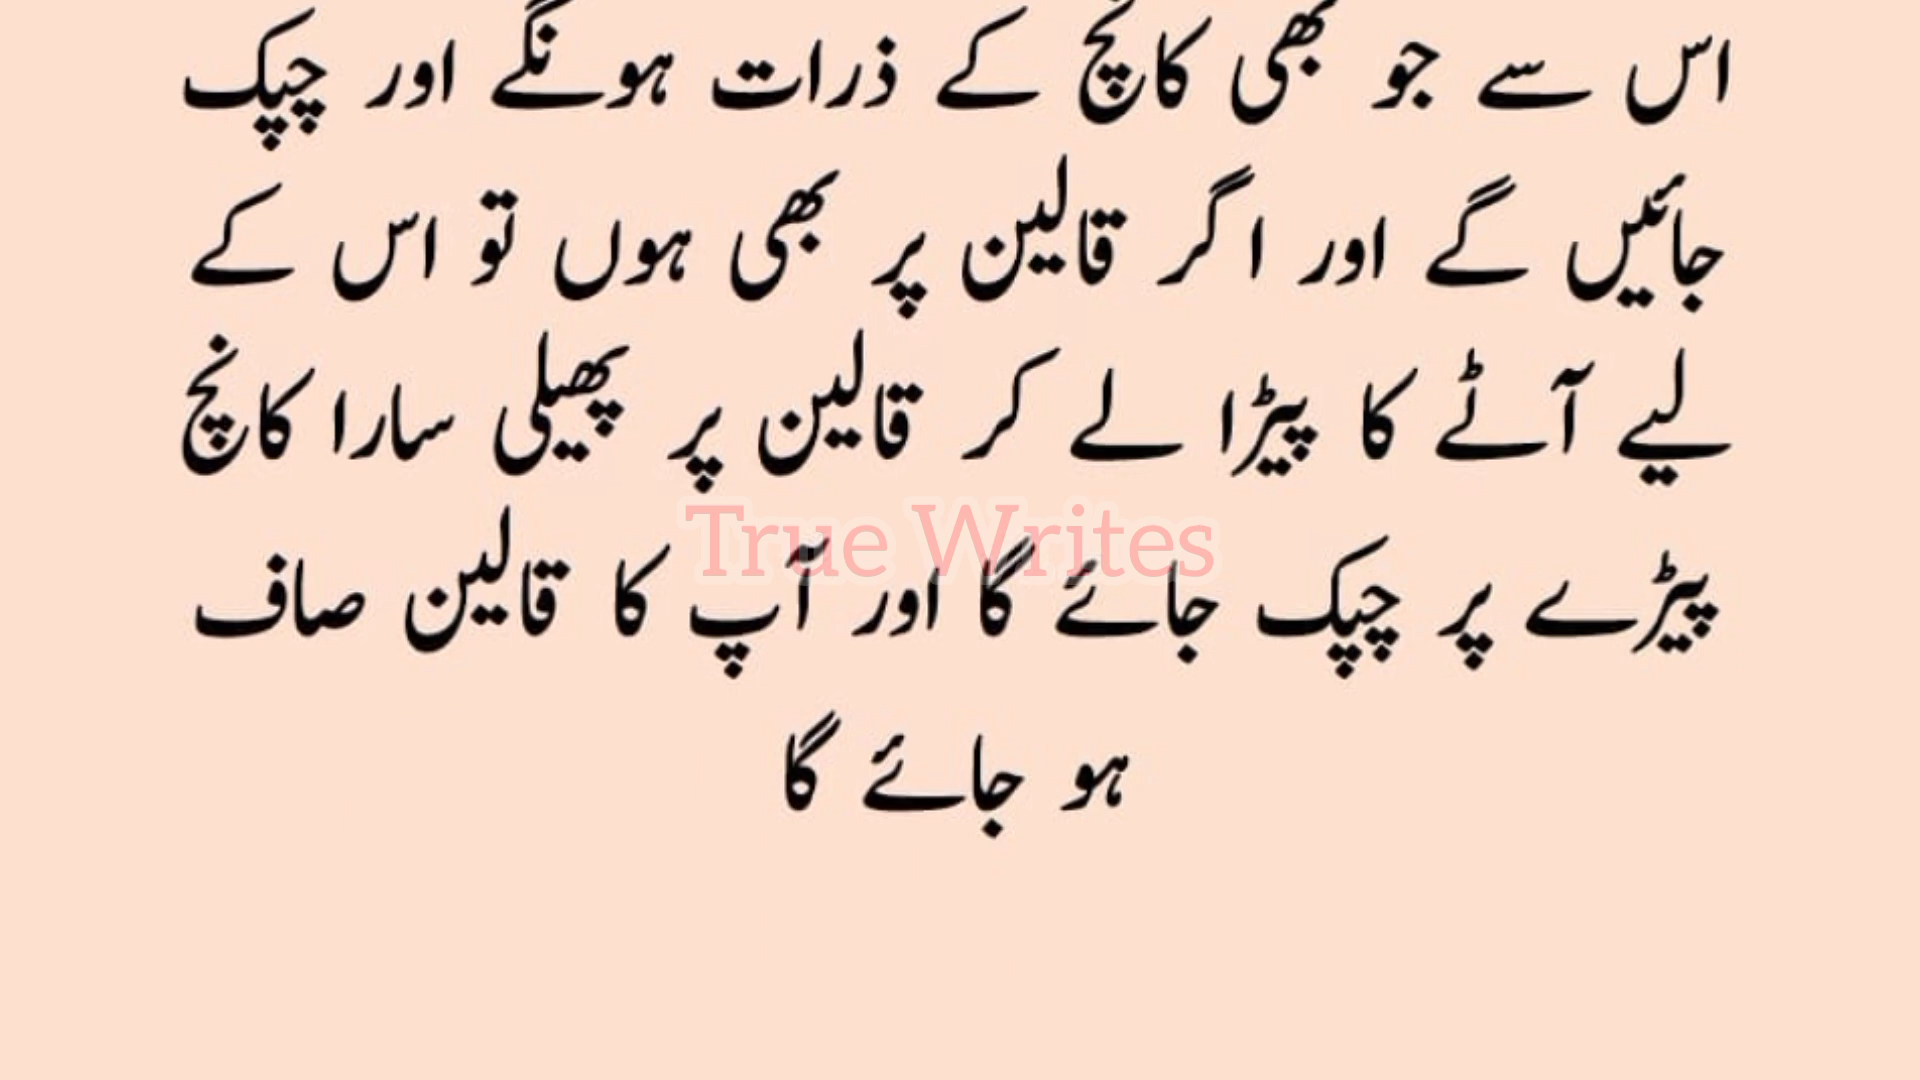 اس سے جو بھی کانچ کے ذرات ہونگے اور چپک
جائیں گے اور اگر قالین پر بھی ہوں تو اس کے
لیے آٹے کا پیڑا لے کر قالین پر پھیلی سارا کانچ
True Writes
پیڑے پر چپک جائے گا اور آپ کا قالین صاف
ہو جائے گا